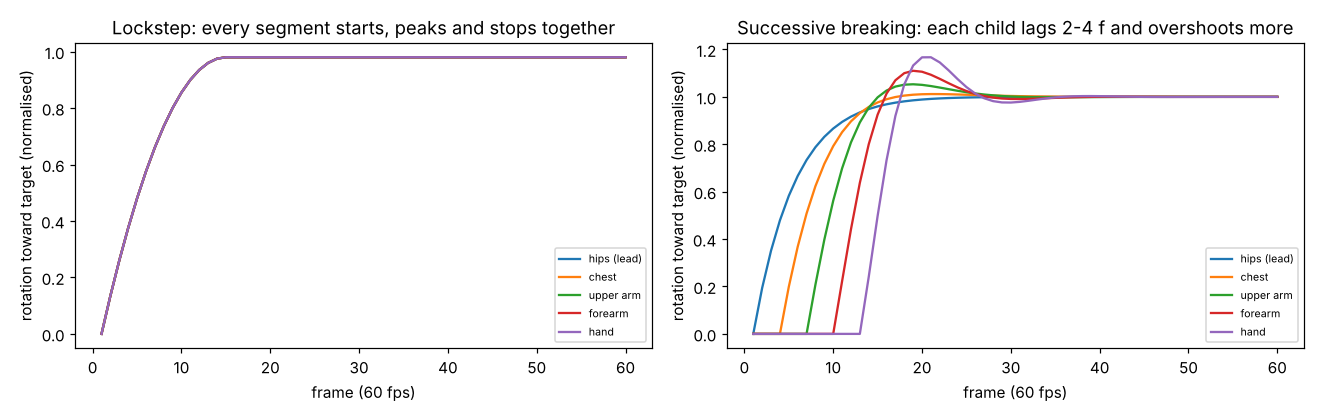 Lockstep: every segment starts, peaks and stops together
rotation toward target (normalised)
1.0
0.8
0.6
0.4
0.2
0.0
0 10 20 30 40 50 60
frame (60 fps)
hips (lead)
chest
upper arm
forearm
hand
Successive breaking: each child lags 2-4 f and overshoots more
rotation toward target (normalised)
1.2
1.0
0.8
0.6
0.4
0.2
0.0
0 10 20 30 40 50 60
frame (60 fps)
hips (lead)
chest
upper arm
forearm
hand